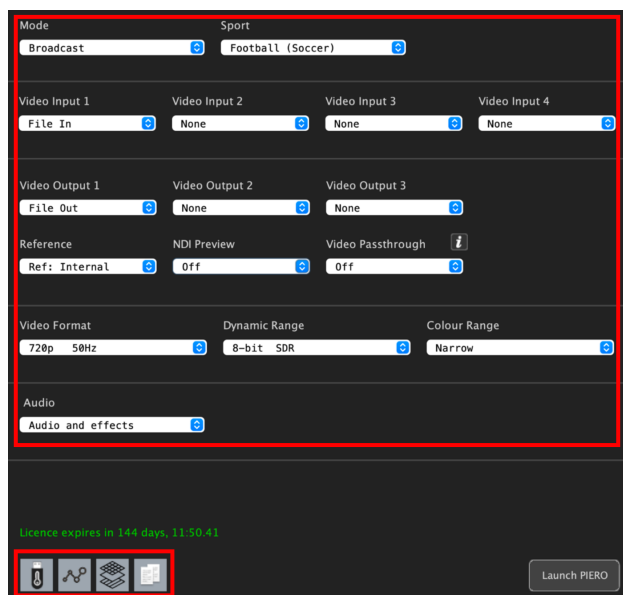 Mode Sport
Broadcast Football (Soccer)
Video Input 1 Video Input 2 Video Input 3 Video Input 4
File In None None None
Video Output 1 Video Output 2 Video Output 3
File Out None None
Reference NDI Preview Video Passthrough i
Ref: Internal Off Off
Video Format Dynamic Range Colour Range
720p 50Hz 8-bit SDR Narrow
Audio
Audio and effects
Licence expires in 144 days, 11:50.41
Launch PIERO